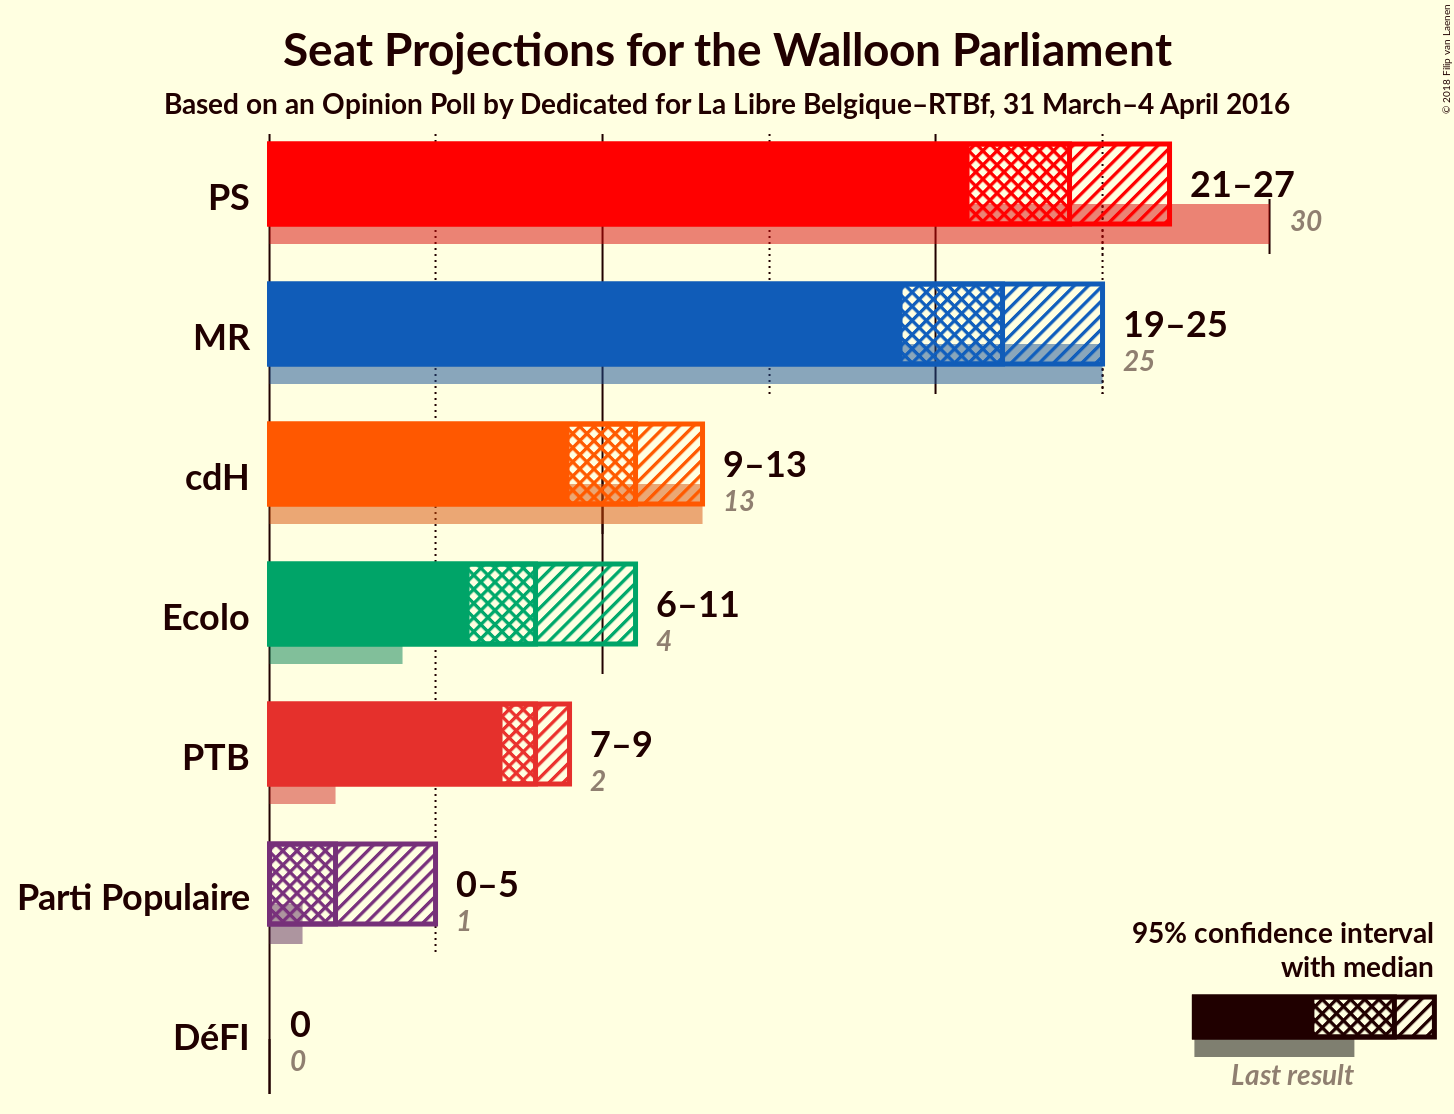 Seat Projections for the Walloon Parliament
Based on an Opinion Poll by Dedicated for La Libre Belgique–RTBf, 31 March–4 April 2016
© 2018 Filip van Laenen
PS
21–27
30
MR
19–25
25
cdH
9–13
13
Ecolo
6–11
4
PTB
7–9
2
Parti Populaire
0–5
1
DéFI
0
0
95% confidence interval
with median
Last result